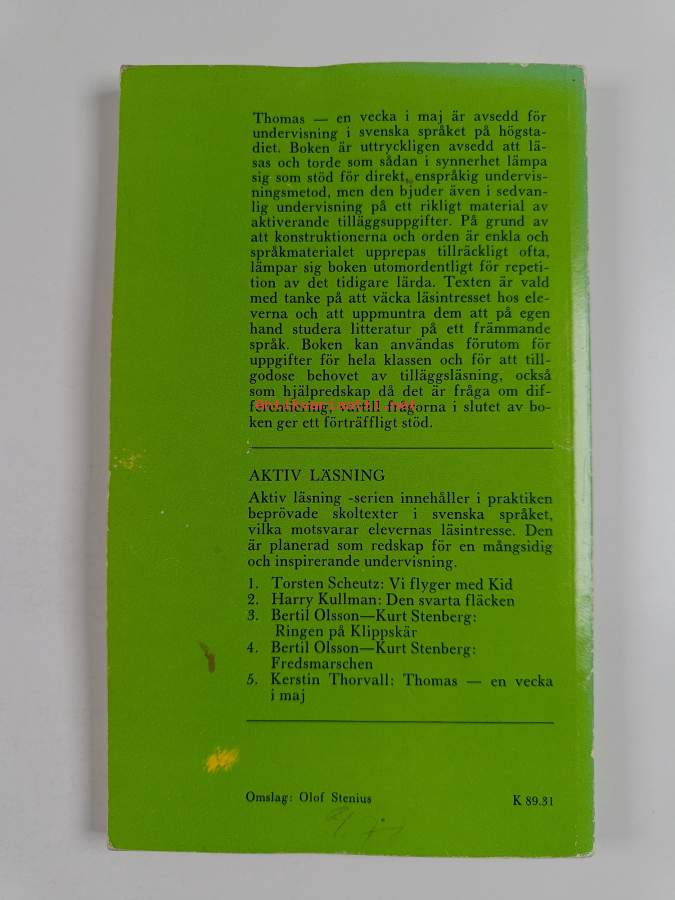 Thomas — en vecka i maj är avsedd för
undervisning i svenska språket på högsta-
diet. Boken är uttryckligen avsedd att lä-
sas och torde som sådan i synnerhet lämpa
sig som stöd för direkt, enspråkig undervis-
ningsmetod, men den bjuder även i sedvan-
lig undervisning på ett rikligt material av
aktiverande tilläggsuppgifter. På grund av
att konstruktionerna och orden är enkla och
språkmaterialet upprepas tillräckligt ofta,
lämpar sig boken utomordentligt för repeti-
tion av det tidigare lärda. Texten är vald
med tanke på att väcka läsintresset hos ele-
verna och att uppmuntra dem att på egen
hand studera litteratur på ett främmande
språk. Boken kan användas förutom för
uppgifter för hela klassen och för att till-
godose behovet av tilläggsläsning, också
som hjälpredskap då det är fråga om dif-
ferentiering, vartill frågorna i slutet av bo-
ken ger ett förträffligt stöd.
AKTIV LÄSNING
Aktiv läsning -serien innehåller i praktiken
beprövade skoltexter i svenska språket,
vilka motsvarar elevernas läsintresse. Den
är planerad som redskap för en mångsidig
och inspirerande undervisning.
1. Torsten Scheutz: Vi flyger med Kid
2. Harry Kullman: Den svarta fläcken
3. Bertil Olsson—Kurt Stenberg:
Ringen på Klippskär
4. Bertil Olsson—Kurt Stenberg:
Fredsmarschen
5. Kerstin Thorvall: Thomas — en vecka
i maj
Omslag: Olof Stenius
K 89.31